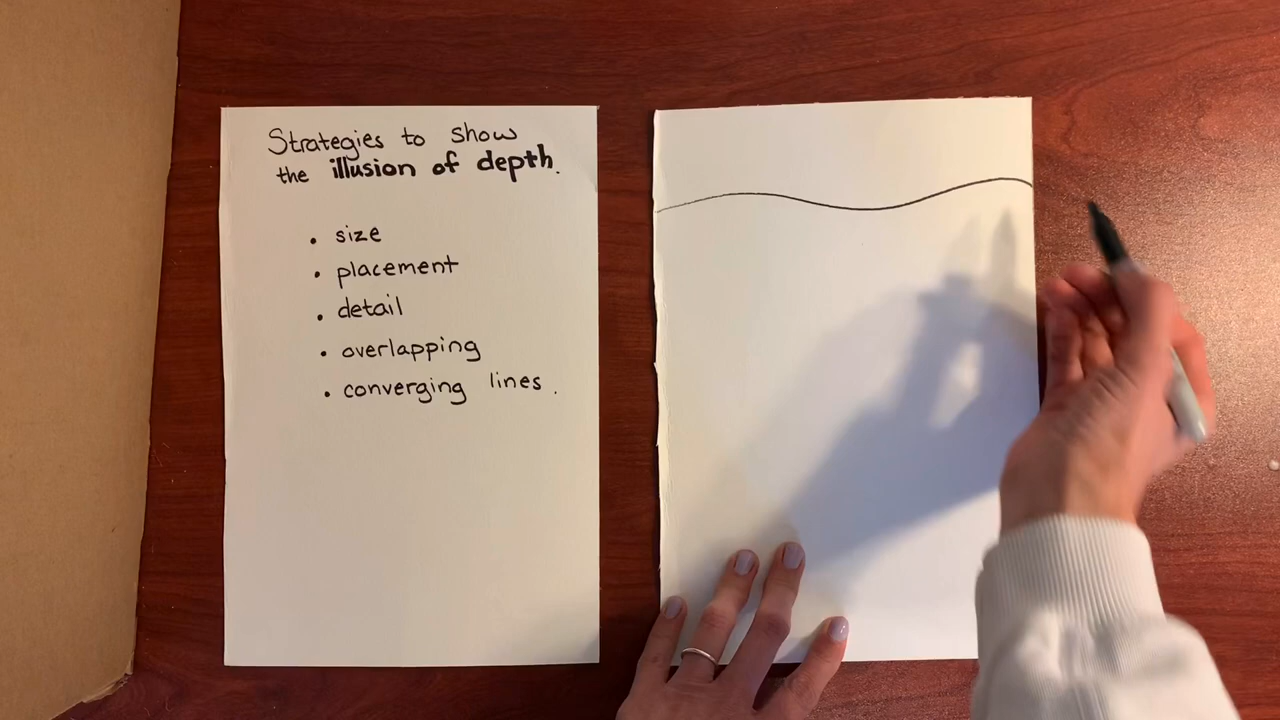 Strategies to show
the illusion of depth.
• size
• placement
• detail
• overlapping
• converging lines.